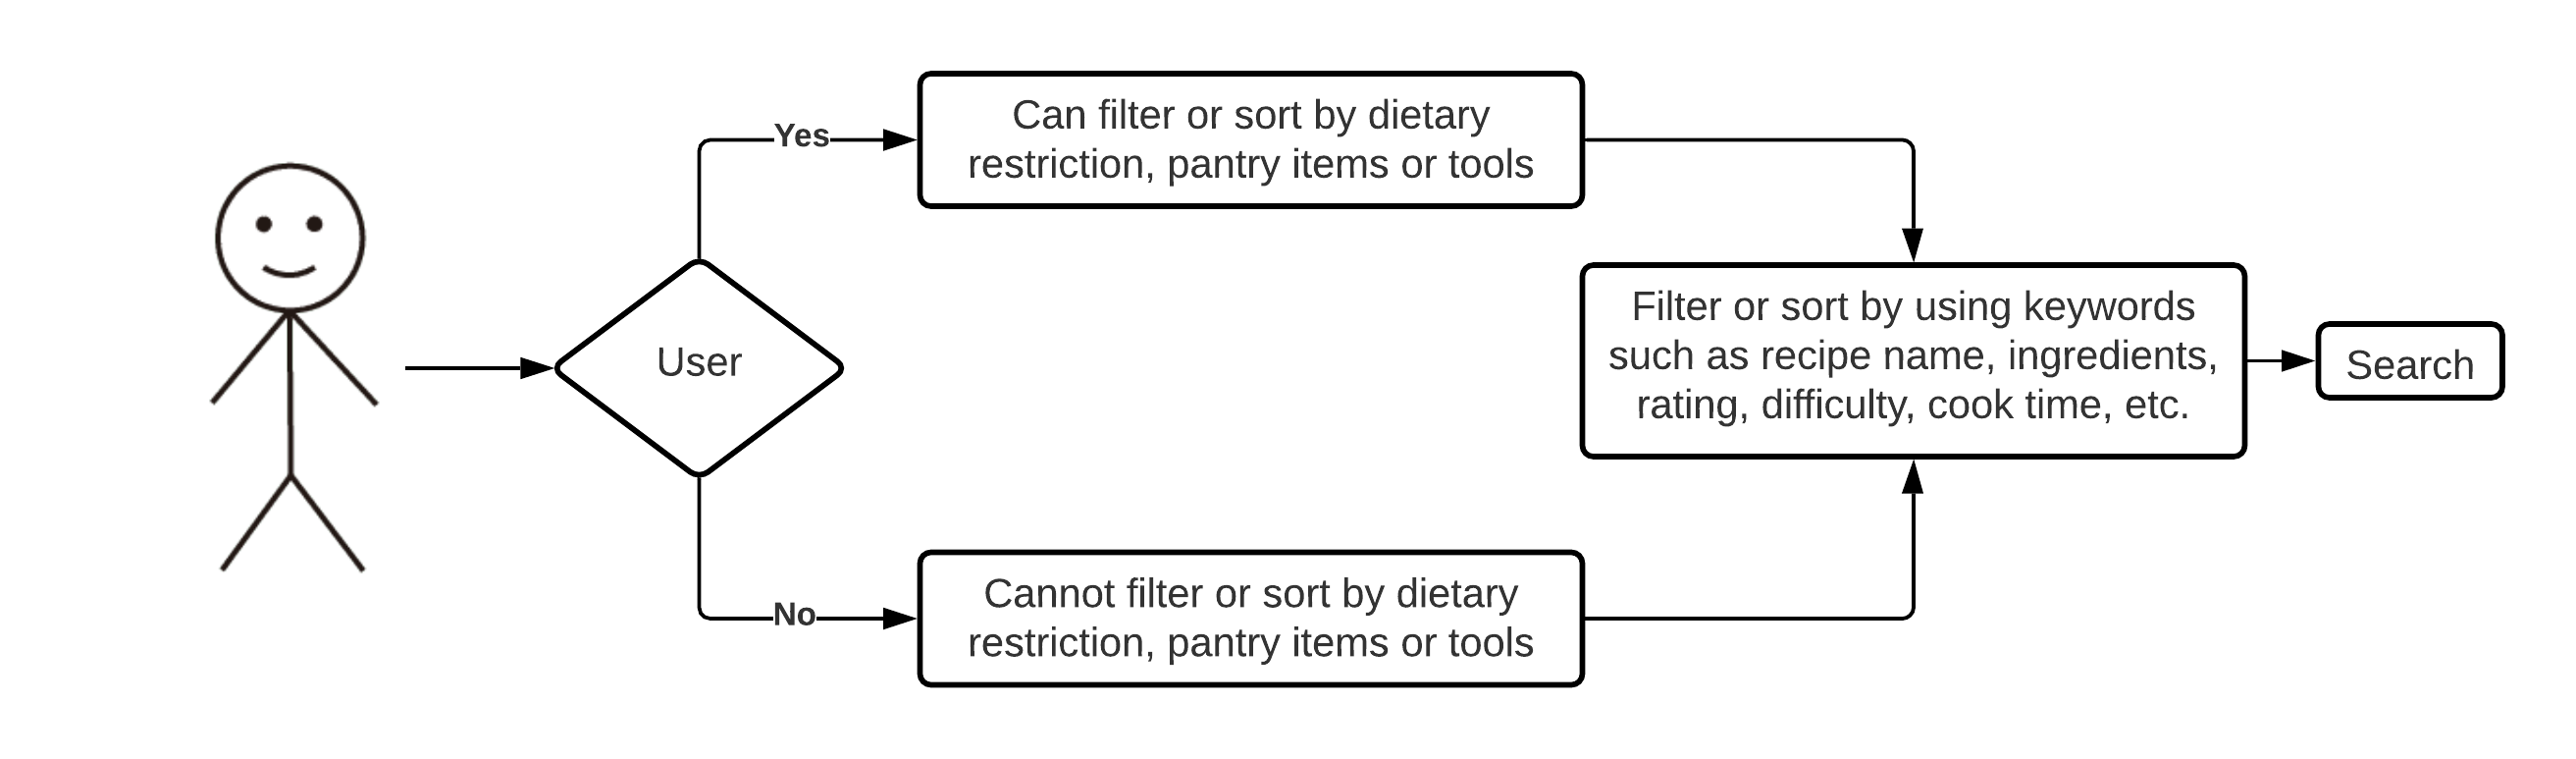 Yes
Can filter or sort by dietary
restriction, pantry items or tools
User
Filter or sort by using keywords
such as recipe name, ingredients,
rating, difficulty, cook time, etc.
Search
No
Cannot filter or sort by dietary
restriction, pantry items or tools